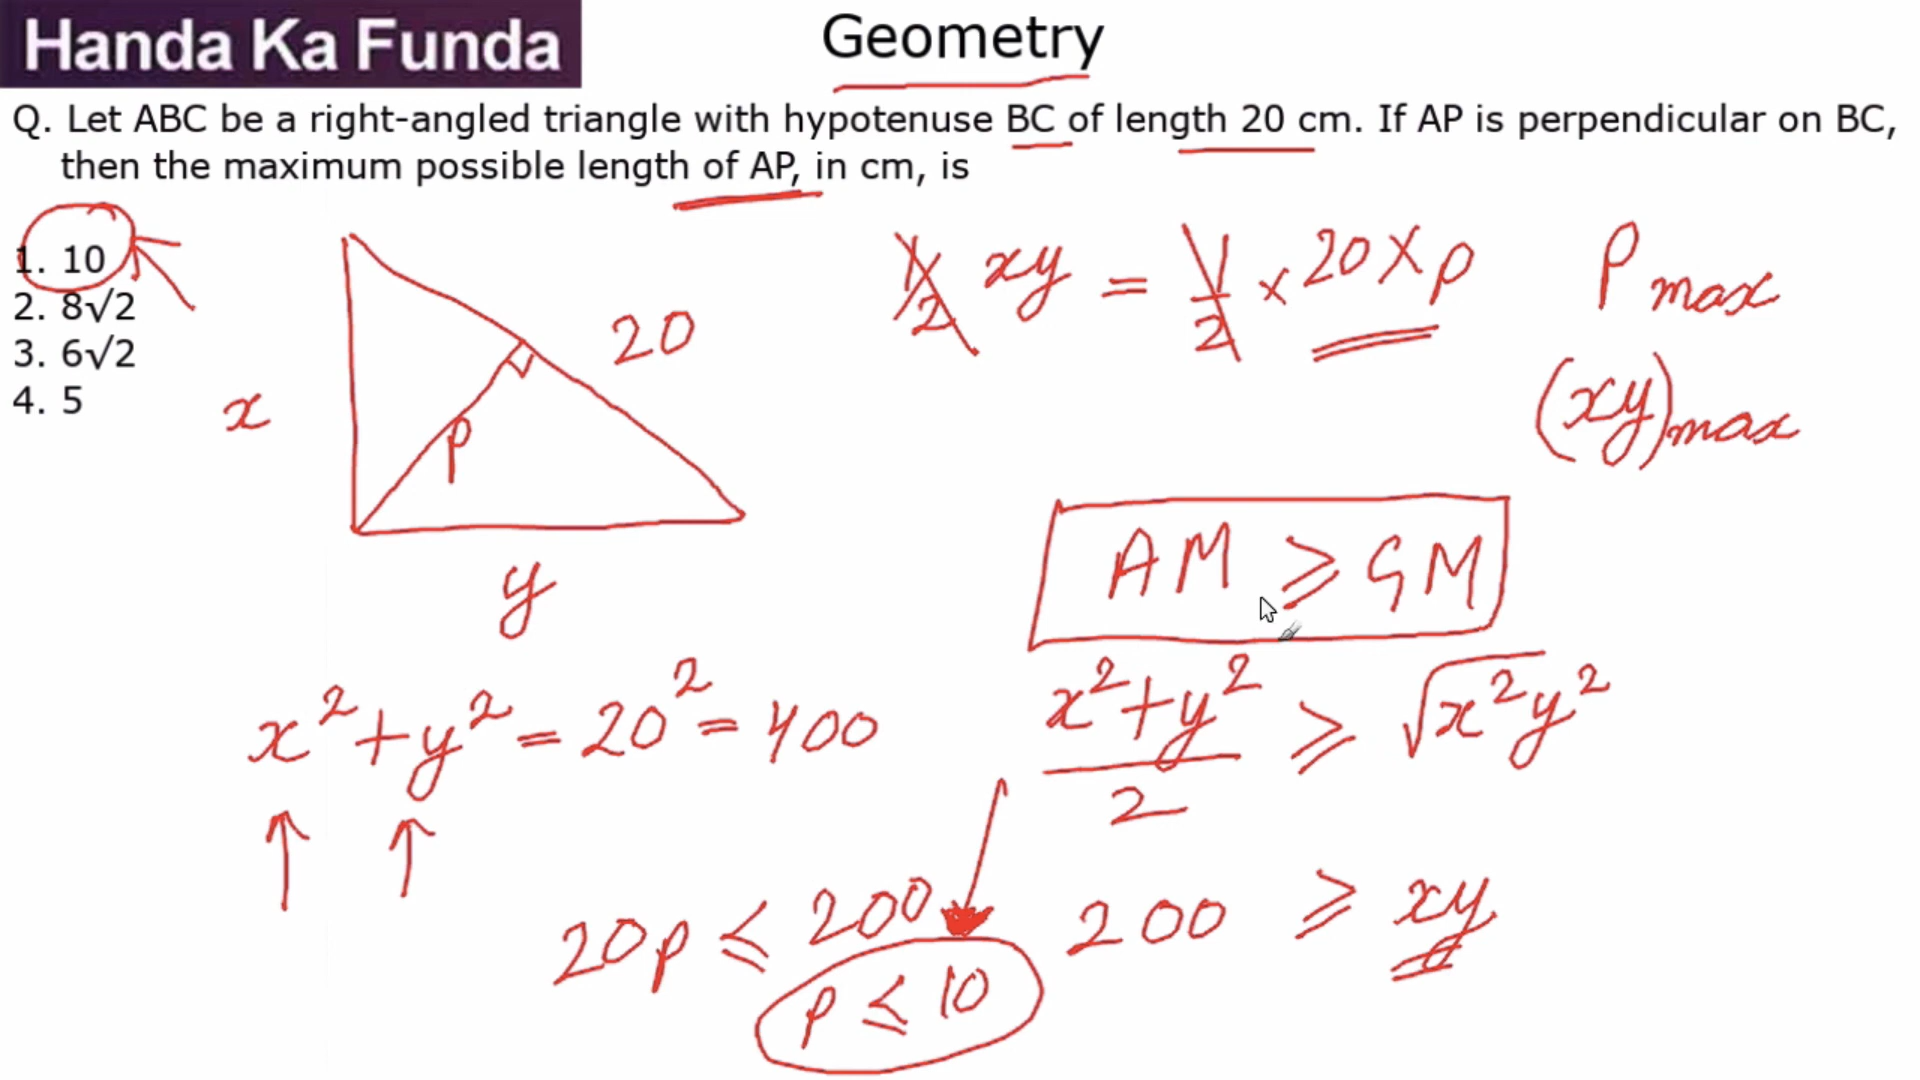 Handa Ka Funda
Geometry
Q. Let ABC be a right-angled triangle with hypotenuse BC of length 20 cm. If AP is perpendicular on BC,
then the maximum possible length of AP, in cm, is
1. 10
2. 8√2
3. 6√2
4. 5
20
x
p
y
1/2 xy = 1/2 × 20 × p
P max
(xy)max
AM ≥ GM
x² + y² = 20² = 400
x² + y² / 2 ≥ √x²y²
200 ≥ xy
20p ≤ 200
p ≤ 10